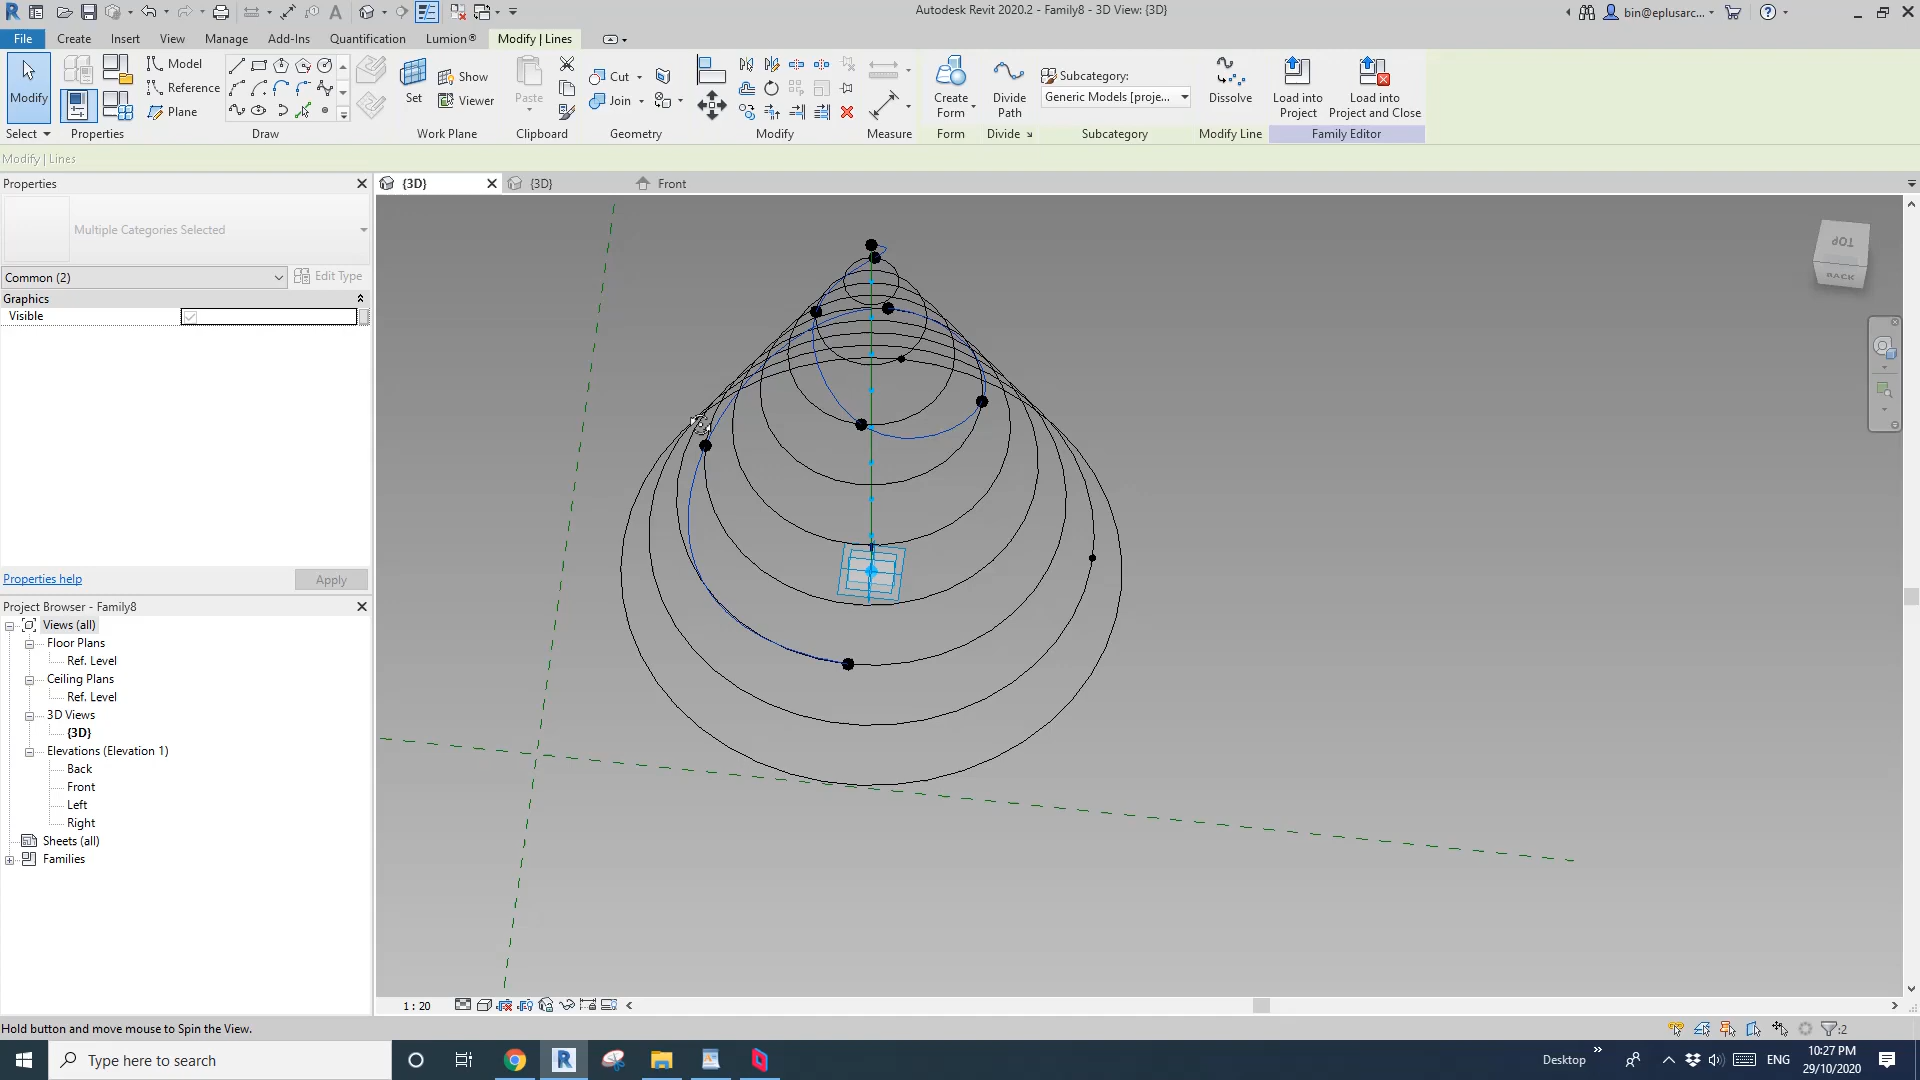 Autodesk Revit 2020.2 - Family8 - 3D View: {3D}
bin@eplusarc...
File
Create
Insert
View
Manage
Add-Ins
Quantification
Lumion®
Modify | Lines
Modify
Select
Properties
Model
Reference
Plane
Draw
Set
Show
Viewer
Work Plane
Paste
Clipboard
Cut
Join
Geometry
Modify
Measure
Create
Form
Form
Divide
Path
Divide
Subcategory:
Generic Models [proje...
Subcategory
Dissolve
Modify Line
Load into
Project
Load into
Project and Close
Family Editor
Modify | Lines
Properties
Multiple Categories Selected
Common (2)
Edit Type
Graphics
Visible
Properties help
Apply
{3D}
{3D}
Front
TOP
BACK
Project Browser - Family8
Views (all)
Floor Plans
Ref. Level
Ceiling Plans
Ref. Level
3D Views
{3D}
Elevations (Elevation 1)
Back
Front
Left
Right
Sheets (all)
Families
1 : 20
Hold button and move mouse to Spin the View.
:2
Type here to search
Desktop
ENG
10:27 PM
29/10/2020